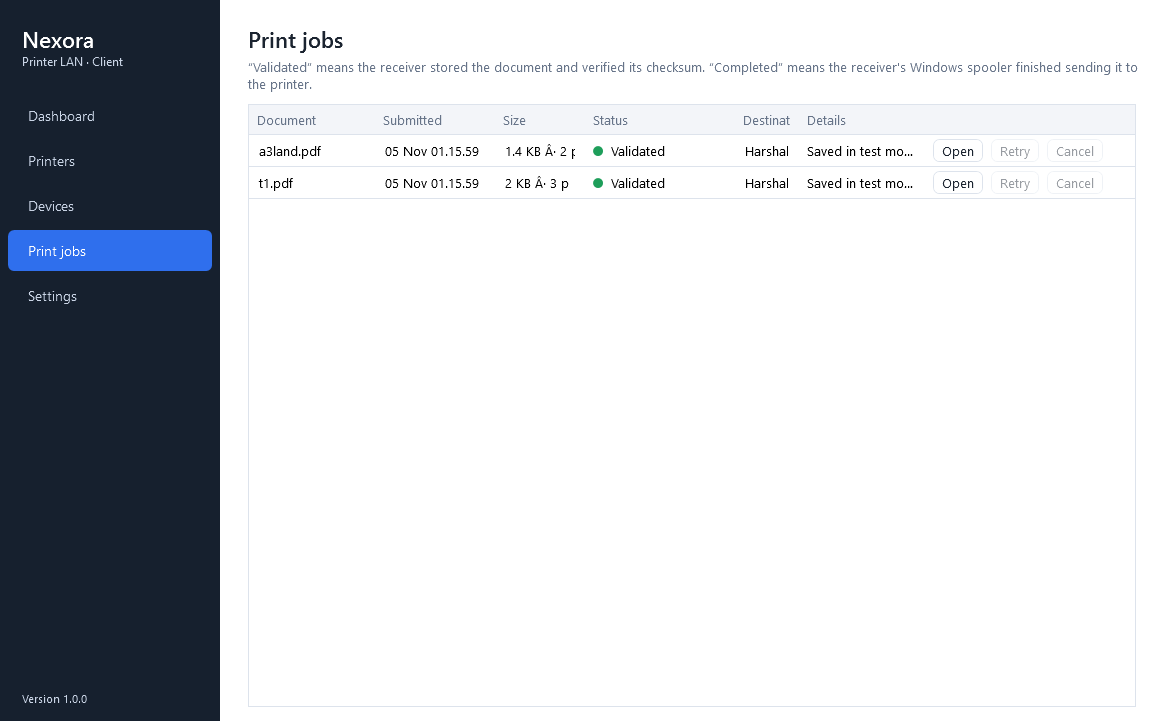 Nexora
Printer LAN · Client
Dashboard
Printers
Devices
Print jobs
Settings
Version 1.0.0
Print jobs
“Validated” means the receiver stored the document and verified its checksum. “Completed” means the receiver's Windows spooler finished sending it to
the printer.
Document Submitted Size Status Destinat Details
a3land.pdf 05 Nov 01.15.59 1.4 KB Â· 2 p Validated Harshal Saved in test mo... Open Retry Cancel
t1.pdf 05 Nov 01.15.59 2 KB Â· 3 p Validated Harshal Saved in test mo... Open Retry Cancel